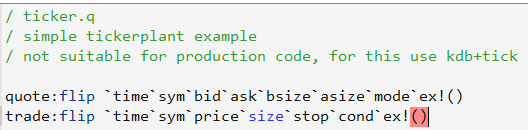 / ticker.q
/ simple tickerplant example
/ not suitable for production code, for this use kdb+tick
quote:flip `time`sym`bid`ask`bsize`asize`mode`ex!()
trade:flip `time`sym`price`size`stop`cond`ex!()